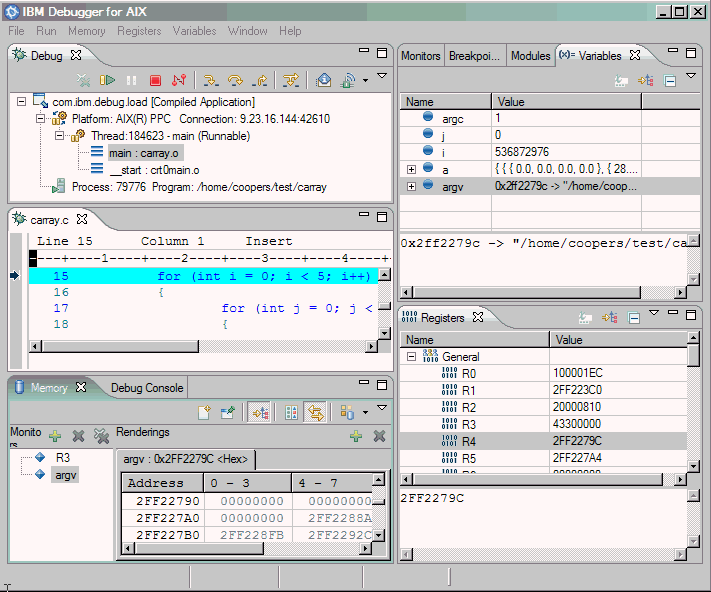 IBM Debugger for AIX
File Run Memory Registers Variables Window Help
Debug
com.ibm.debug.load [Compiled Application]
Platform: AIX(R) PPC Connection: 9.23.16.144:42610
Thread:184623 - main (Runnable)
main : carray.o
__start : crt0main.o
Process: 79776 Program: /home/coopers/test/carray
carray.c
Line 15 Column 1 Insert
----+----1----+----2----+----3----+----4----+
15 for (int i = 0; i < 5; i++)
16 {
17 for (int j = 0; j <
18 {
Memory Debug Console
Monitors Renderings
R3
argv
argv : 0x2FF2279C <Hex>
Address 0 - 3 4 - 7
2FF22790 00000000 00000000
2FF227A0 00000000 2FF2288A
2FF227B0 2FF228FB 2FF2292C
Monitors Breakpoi... Modules (x)= Variables
Name Value
argc 1
j 0
i 536872976
a { { { 0.0, 0.0, 0.0, 0.0 }, { 28....
argv 0x2ff2279c -> "/home/coop...
0x2ff2279c -> "/home/coopers/test/ca
Registers
Name Value
General
R0 100001EC
R1 2FF223C0
R2 20000810
R3 43300000
R4 2FF2279C
R5 2FF227A4
2FF2279C